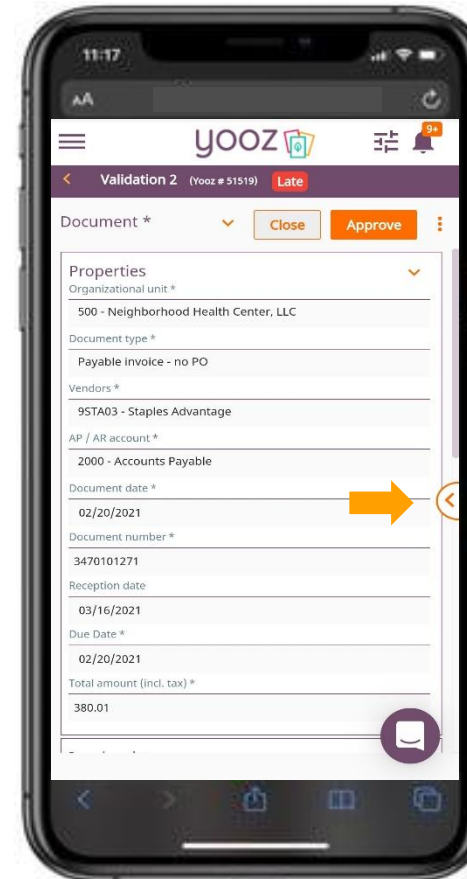 11:17
AA
yooz
9+
Validation 2 (Yooz # 51519) Late
Document * Close Approve
Properties
Organizational unit *
500 - Neighborhood Health Center, LLC
Document type *
Payable invoice - no PO
Vendors *
9STA03 - Staples Advantage
AP / AR account *
2000 - Accounts Payable
Document date *
02/20/2021
Document number *
3470101271
Reception date
03/16/2021
Due Date *
02/20/2021
Total amount (incl. tax) *
380.01